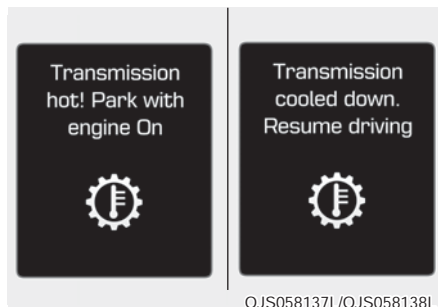 Transmission
hot! Park with
engine On
Transmission
cooled down.
Resume driving
OJS058137L/OJS058138L